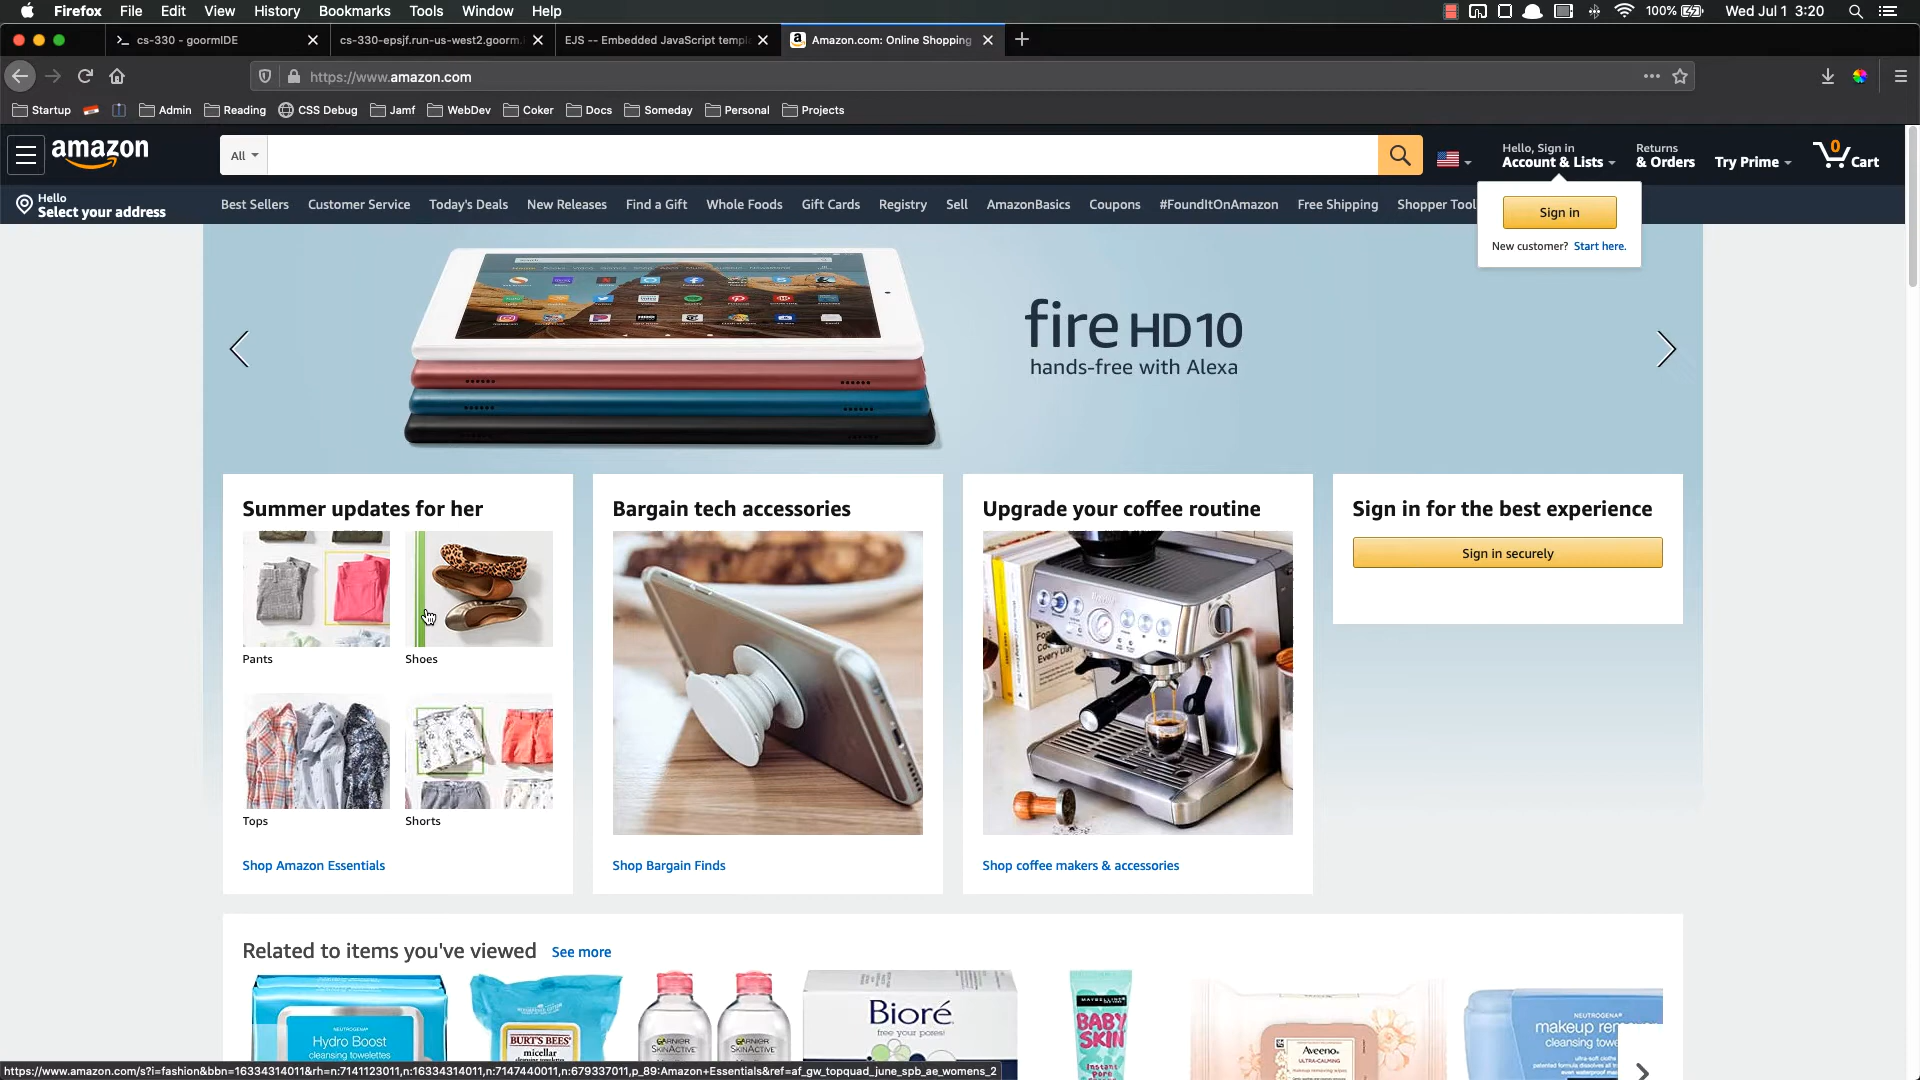 Firefox File Edit View History Bookmarks Tools Window Help 100% Wed Jul 1 3:20
cs-330 - goormIDE cs-330-epsjf.run-us-west2.goorm. EJS -- Embedded JavaScript templ Amazon.com: Online Shopping
https://www.amazon.com
Startup Admin Reading CSS Debug Jamf WebDev Coker Docs Someday Personal Projects
amazon All Hello, Sign in Account & Lists Returns & Orders Try Prime 0 Cart
Hello
Select your address Best Sellers Customer Service Today's Deals New Releases Find a Gift Whole Foods Gift Cards Registry Sell AmazonBasics Coupons #FoundItOnAmazon Free Shipping Shopper Tool
Sign in
New customer? Start here.
fire HD10
hands-free with Alexa
Summer updates for her
Pants Shoes
Tops Shorts
Shop Amazon Essentials
Bargain tech accessories
Shop Bargain Finds
Upgrade your coffee routine
Shop coffee makers & accessories
Sign in for the best experience
Sign in securely
Related to items you've viewed See more
NEUTROGENA
Hydro Boost
cleansing towelettes
BURT'S BEES
micellar
GARNIER
SKINACTIVE
GARNIER
SKINACTIVE
Bioré
free your pores!
MAYBELLINE
BABY
SKIN
Instant
Pore
Aveeno
ULTRA-CALMING
NEUTROGENA
makeup remov
cleansing towe
https://www.amazon.com/s?i=fashion&bbn=16334314011&rh=n:7141123011,n:16334314011,n:7147440011,n:679337011,p_89:Amazon+Essentials&ref=af_gw_topquad_june_spb_ae_womens_2